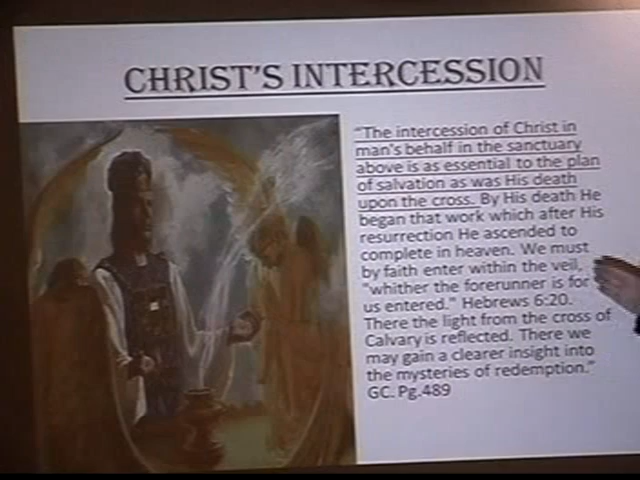 CHRIST'S INTERCESSION
"The intercession of Christ in
man's behalf in the sanctuary
above is as essential to the plan
of salvation as was His death
upon the cross. By His death He
began that work which after His
resurrection He ascended to
complete in heaven. We must
by faith enter within the veil,
"whither the forerunner is for
us entered." Hebrews 6:20.
There the light from the cross of
Calvary is reflected. There we
may gain a clearer insight into
the mysteries of redemption."
GC. Pg.489